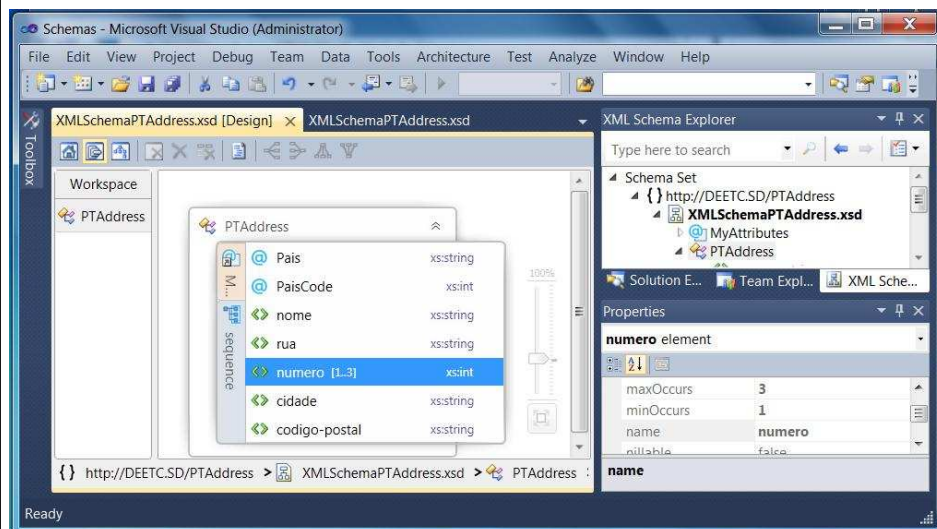 Schemas - Microsoft Visual Studio (Administrator)
File Edit View Project Debug Team Data Tools Architecture Test Analyze Window Help
Toolbox
XMLSchemaPTAddress.xsd [Design] XMLSchemaPTAddress.xsd
Workspace
PTAddress
PTAddress
M...
sequence
Pais xs:string
PaisCode xs:int
nome xs:string
rua xs:string
numero [1..3] xs:int
cidade xs:string
codigo-postal xs:string
100%
{ } http://DEETC.SD/PTAddress > XMLSchemaPTAddress.xsd > PTAddress
XML Schema Explorer
Type here to search
Schema Set
{ } http://DEETC.SD/PTAddress
XMLSchemaPTAddress.xsd
MyAttributes
PTAddress
Solution E... Team Expl... XML Sche...
Properties
numero element
maxOccurs 3
minOccurs 1
name numero
nillable false
name
Ready